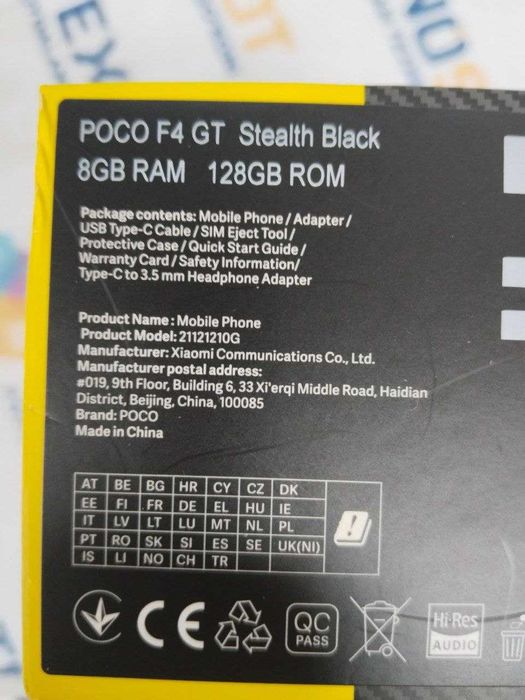 POCO F4 GT Stealth Black
8GB RAM 128GB ROM
Package contents: Mobile Phone / Adapter /
USB Type-C Cable / SIM Eject Tool /
Protective Case / Quick Start Guide /
Warranty Card / Safety Information/
Type-C to 3.5 mm Headphone Adapter
Product Name: Mobile Phone
Product Model: 21121210G
Manufacturer: Xiaomi Communications Co., Ltd.
Manufacturer postal address:
#019, 9th Floor, Building 6, 33 Xi'erqi Middle Road, Haidian
District, Beijing, China, 100085
Brand: POCO
Made in China
AT BE BG HR CY CZ DK
EE FI FR DE EL HU IE
IT LV LT LU MT NL PL
PT RO SK SI ES SE UK(NI)
IS LI NO CH TR
CE
QC
PASS
Hi-Res
AUDIO